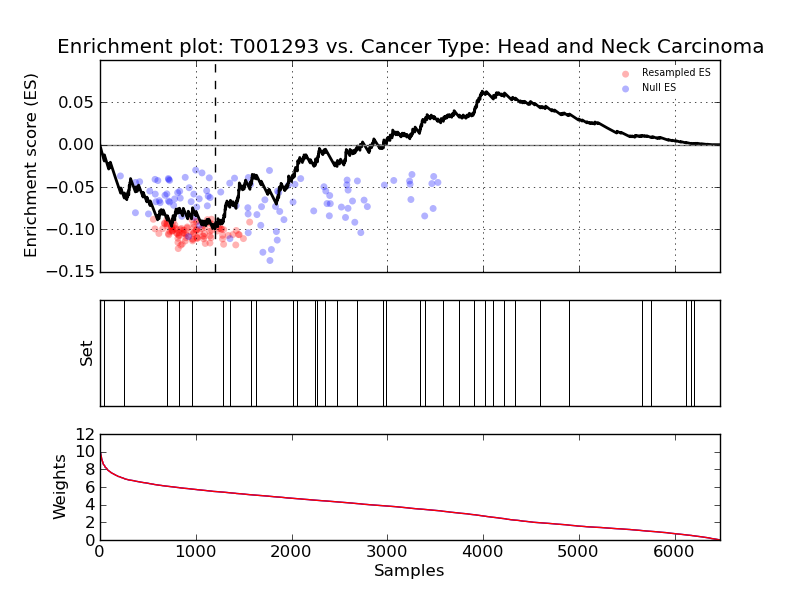 Enrichment plot: T001293 vs. Cancer Type: Head and Neck Carcinoma
Enrichment score (ES)
0.05
0.00
−0.05
−0.10
−0.15
Resampled ES
Null ES
Set
Weights
12
10
8
6
4
2
0
0 1000 2000 3000 4000 5000 6000
Samples